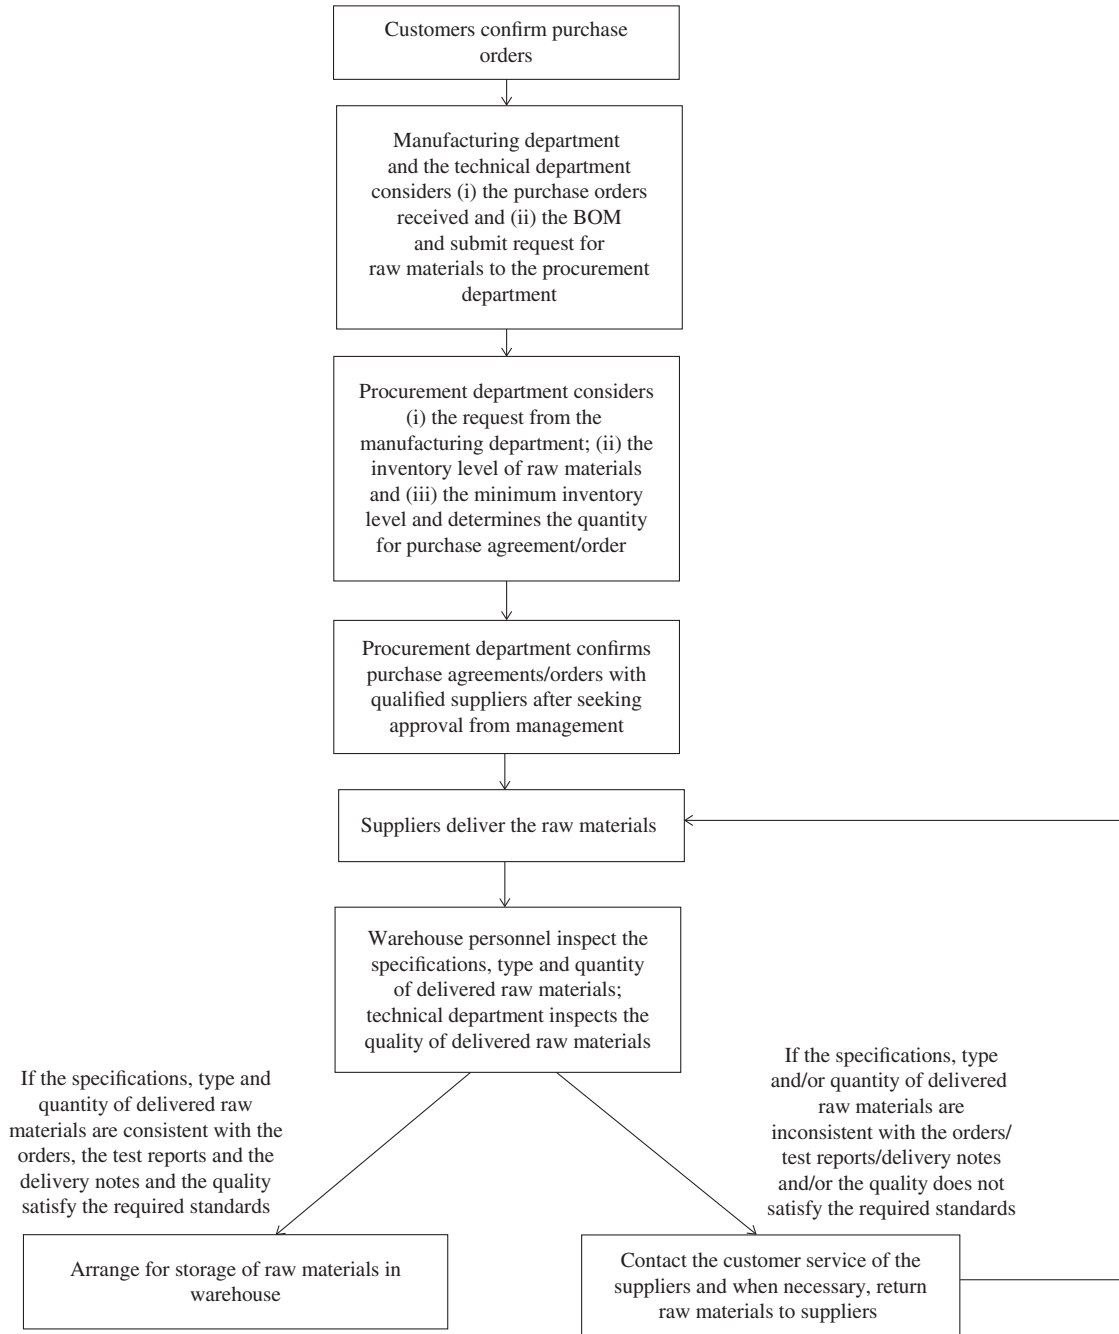 Customers confirm purchase
orders
Manufacturing department
and the technical department
considers (i) the purchase orders
received and (ii) the BOM
and submit request for
raw materials to the procurement
department
Procurement department considers
(i) the request from the
manufacturing department; (ii) the
inventory level of raw materials
and (iii) the minimum inventory
level and determines the quantity
for purchase agreement/order
Procurement department confirms
purchase agreements/orders with
qualified suppliers after seeking
approval from management
Suppliers deliver the raw materials
Warehouse personnel inspect the
specifications, type and quantity
of delivered raw materials;
technical department inspects the
quality of delivered raw materials
If the specifications, type and
quantity of delivered raw
materials are consistent with the
orders, the test reports and the
delivery notes and the quality
satisfy the required standards
If the specifications, type
and/or quantity of delivered
raw materials are
inconsistent with the orders/
test reports/delivery notes
and/or the quality does not
satisfy the required standards
Arrange for storage of raw materials in
warehouse
Contact the customer service of the
suppliers and when necessary, return
raw materials to suppliers